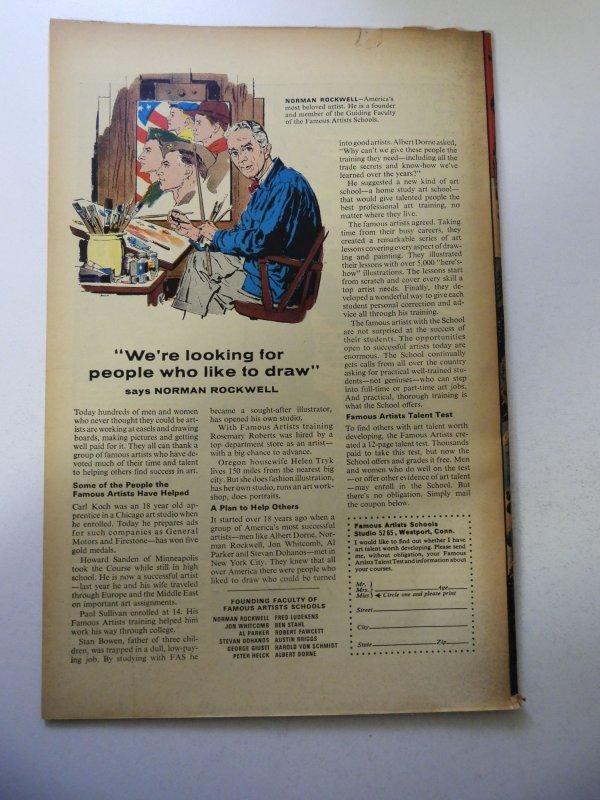 NORMAN ROCKWELL—America's
most beloved artist. He is a founder
and member of the Guiding Faculty
of the Famous Artists Schools.
"We're looking for
people who like to draw"
says NORMAN ROCKWELL
Today hundreds of men and women
who never thought they could be art-
ists are working at easels and drawing
boards, making pictures and getting
well paid for it. They all can thank a
group of famous artists who have de-
voted much of their time and talent
to helping others find success in art.
Some of the People the
Famous Artists Have Helped
Carl Koch was an 18 year old ap-
prentice in a Chicago art studio when
he enrolled. Today he prepares ads
for such companies as General
Motors and Firestone—has won five
gold medals.
Howard Sanden of Minneapolis
took the Course while still in high
school. He is now a successful artist
—last year he and his wife traveled
through Europe and the Middle East
on important art assignments.
Paul Sullivan enrolled at 14. His
Famous Artists training helped him
work his way through college.
Stan Bowen, father of three chil-
dren, was trapped in a dull, low-pay-
ing job. By studying with FAS he
became a sought-after illustrator,
has opened his own studio.
With Famous Artists training
Rosemary Roberts was hired by a
top department store as an artist—
with a big chance to advance.
Oregon housewife Helen Tryk
lives 150 miles from the nearest big
city. But she does fashion illustration,
has her own studio, runs an art work-
shop, does portraits.
A Plan to Help Others
It started over 18 years ago when a
group of America's most successful
artists—men like Albert Dorne, Nor-
man Rockwell, Jon Whitcomb, Al
Parker and Stevan Dohanos—met in
New York City. They knew that all
over America there were people who
liked to draw who could be turned
FOUNDING FACULTY OF
FAMOUS ARTISTS SCHOOLS
NORMAN ROCKWELL FRED LUDEKENS
JON WHITCOMB BEN STAHL
AL PARKER ROBERT FAWCETT
STEVAN DOHANOS AUSTIN BRIGGS
GEORGE GIUSTI HAROLD VON SCHMIDT
PETER HELCK ALBERT DORNE
into good artists. Albert Dorne asked,
"Why can't we give these people the
training they need—including all the
trade secrets and know-how we've
learned over the years?"
He suggested a new kind of art
school—a home study art school—
that would give talented people the
best professional art training, no
matter where they live.
The famous artists agreed. Taking
time from their busy careers, they
created a remarkable series of art
lessons covering every aspect of draw-
ing and painting. They illustrated
their lessons with over 5,000 "here's-
how" illustrations. The lessons start
from scratch and cover every skill a
top artist needs. Finally, they de-
veloped a wonderful way to give each
student personal correction and ad-
vice all through his training.
The famous artists with the School
are not surprised at the success of
their students. The opportunities
open to successful artists today are
enormous. The School continually
gets calls from all over the country
asking for practical well-trained stu-
dents—not geniuses—who can step
into full-time or part-time art jobs.
And practical, thorough training is
what the School offers.
Famous Artists Talent Test
To find others with art talent worth
developing, the Famous Artists cre-
ated a 12-page talent test. Thousands
paid to take this test, but now the
School offers and grades it free. Men
and women who do well on the test
—or offer other evidence of art talent
—may enroll in the School. But
there's no obligation. Simply mail
the coupon below.
Famous Artists Schools
Studio 5265, Westport, Conn.
I would like to find out whether I have
art talent worth developing. Please send
me, without obligation, your Famous
Artists Talent Test and information about
your courses.
Mr.
Mrs. Age
Miss Circle one and please print
Street
City
State Zip